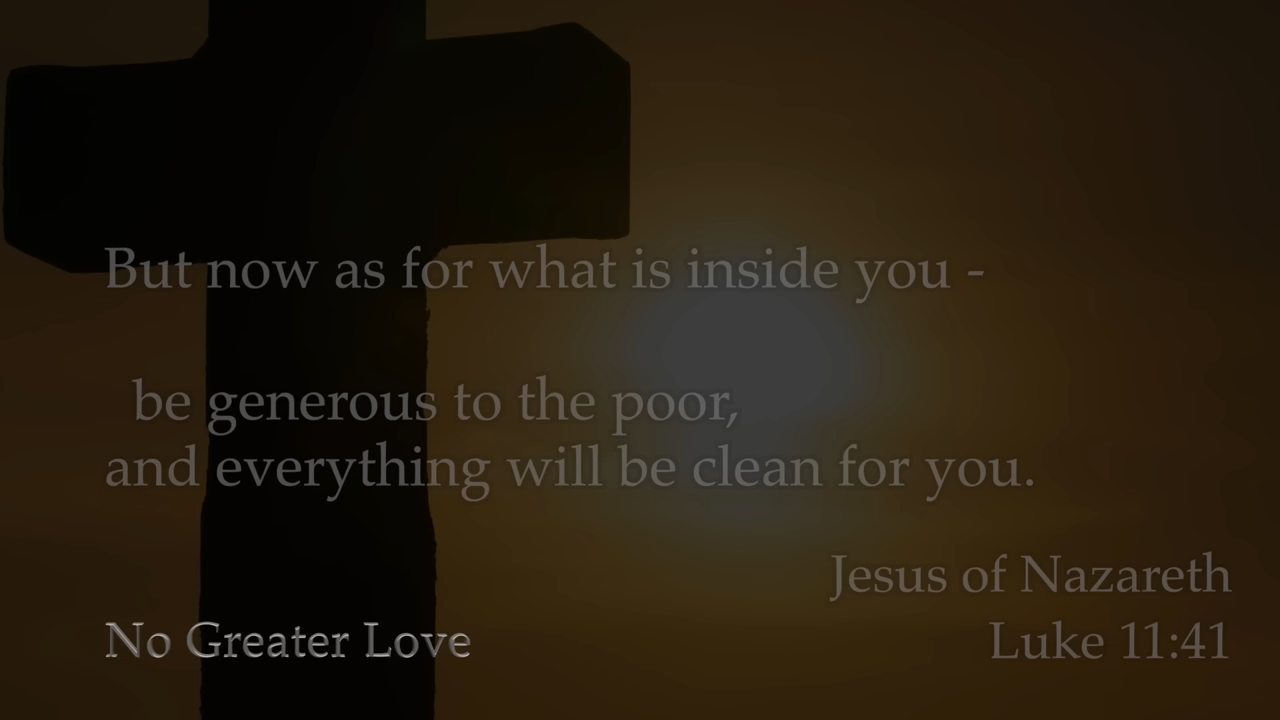 But now as for what is inside you -
be generous to the poor,
and everything will be clean for you.
Jesus of Nazareth
Luke 11:41
No Greater Love